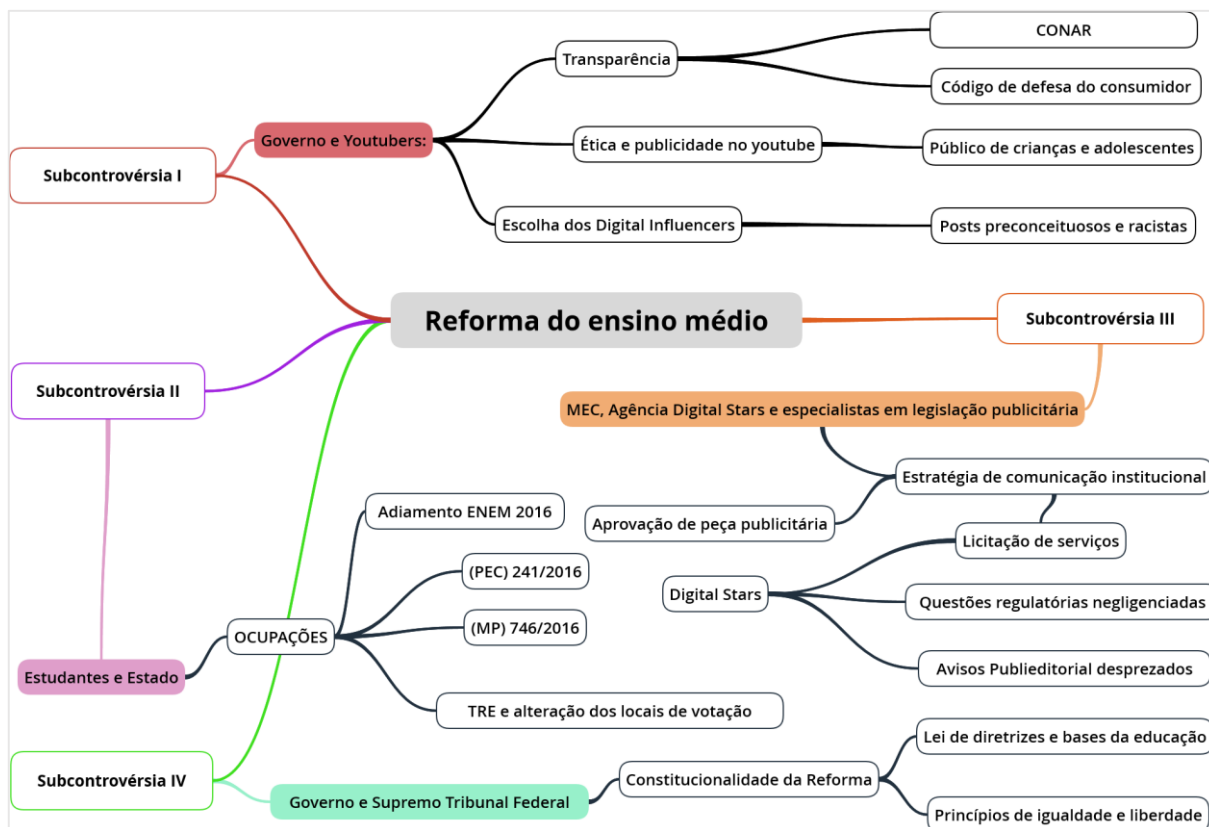 CONAR
Transparência
Código de defesa do consumidor
Governo e Youtubers:
Ética e publicidade no youtube
Público de crianças e adolescentes
Subcontrovérsia I
Escolha dos Digital Influencers
Posts preconceituosos e racistas
Reforma do ensino médio
Subcontrovérsia III
Subcontrovérsia II
MEC, Agência Digital Stars e especialistas em legislação publicitária
Estratégia de comunicação institucional
Adiamento ENEM 2016
Aprovação de peça publicitária
Licitação de serviços
(PEC) 241/2016
Digital Stars
Questões regulatórias negligenciadas
(MP) 746/2016
OCUPAÇÕES
Avisos Publieditorial desprezados
Estudantes e Estado
TRE e alteração dos locais de votação
Lei de diretrizes e bases da educação
Subcontrovérsia IV
Constitucionalidade da Reforma
Governo e Supremo Tribunal Federal
Princípios de igualdade e liberdade